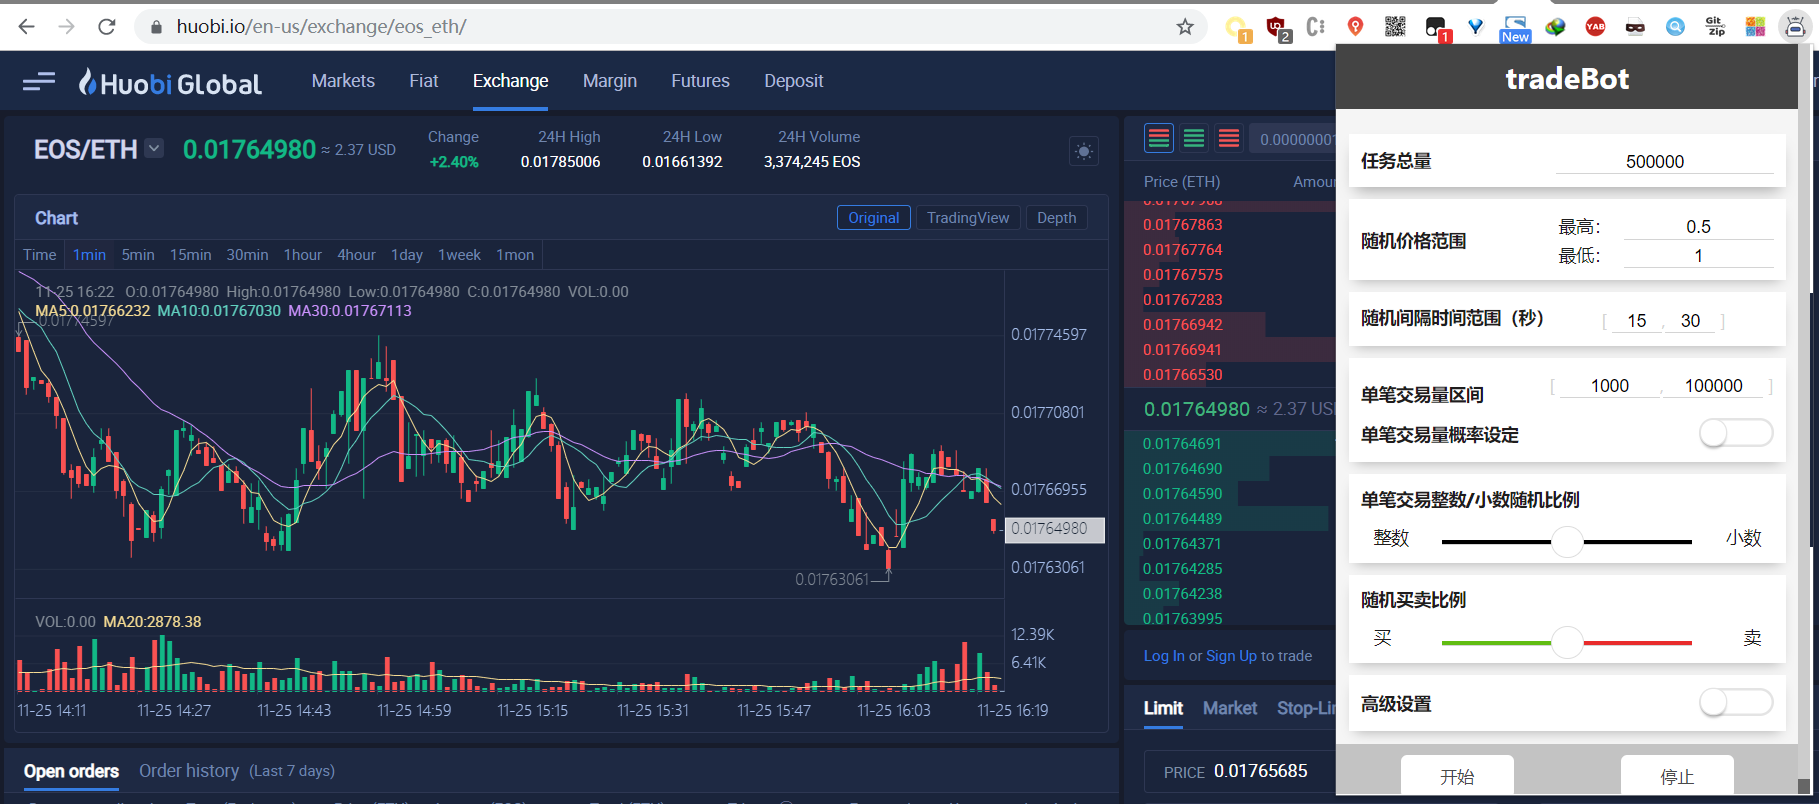 huobi.io/en-us/exchange/eos_eth/
1
2
1
New
YAB
Git
Zip
Huobi Global
Markets Fiat Exchange Margin Futures Deposit
EOS/ETH 0.01764980 ≈ 2.37 USD
Change 24H High 24H Low 24H Volume
+2.40% 0.01785006 0.01661392 3,374,245 EOS
Chart
Original TradingView Depth
Time 1min 5min 15min 30min 1hour 4hour 1day 1week 1mon
11-25 16:22 O:0.01764980 High:0.01764980 Low:0.01764980 C:0.01764980 VOL:0.00
MA5:0.01766232 MA10:0.01767030 MA30:0.01767113
0.01774597
0.01774597
0.01770801
0.01766955
0.01764980
0.01763061
0.01763061
VOL:0.00 MA20:2878.38
12.39K
6.41K
11-25 14:11 11-25 14:27 11-25 14:43 11-25 14:59 11-25 15:15 11-25 15:31 11-25 15:47 11-25 16:03 11-25 16:19
Open orders Order history (Last 7 days)
0.00000001
Price (ETH) Amou
0.01767863
0.01767764
0.01767575
0.01767283
0.01766942
0.01766941
0.01766530
0.01764980 ≈ 2.37 USD
0.01764691
0.01764690
0.01764590
0.01764489
0.01764371
0.01764285
0.01764238
0.01763995
Log In or Sign Up to trade
Limit Market Stop-Lim
PRICE 0.01765685
tradeBot
任务总量 500000
随机价格范围
最高： 0.5
最低： 1
随机间隔时间范围（秒） [ 15 , 30 ]
单笔交易量区间 [ 1000 , 100000 ]
单笔交易量概率设定
单笔交易整数/小数随机比例
整数 小数
随机买卖比例
买 卖
高级设置
开始 停止